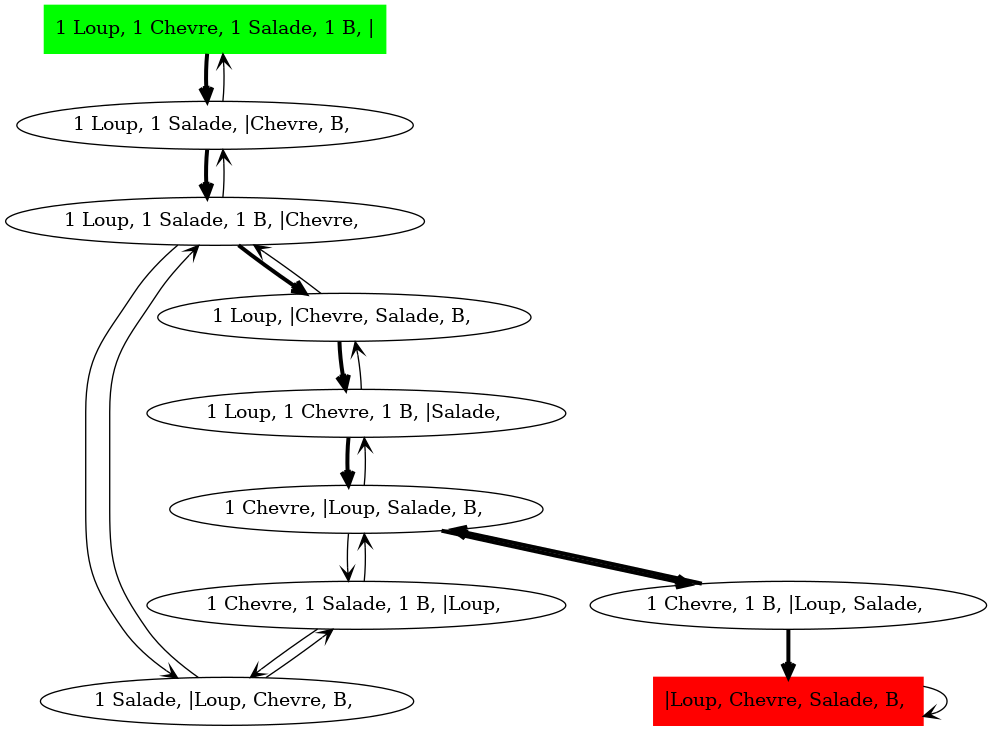 1 Loup, 1 Chevre, 1 Salade, 1 B, |
1 Loup, 1 Salade, |Chevre, B,
1 Loup, 1 Salade, 1 B, |Chevre,
1 Loup, |Chevre, Salade, B,
1 Loup, 1 Chevre, 1 B, |Salade,
1 Chevre, |Loup, Salade, B,
1 Chevre, 1 Salade, 1 B, |Loup,
1 Chevre, 1 B, |Loup, Salade,
1 Salade, |Loup, Chevre, B,
|Loup, Chevre, Salade, B,